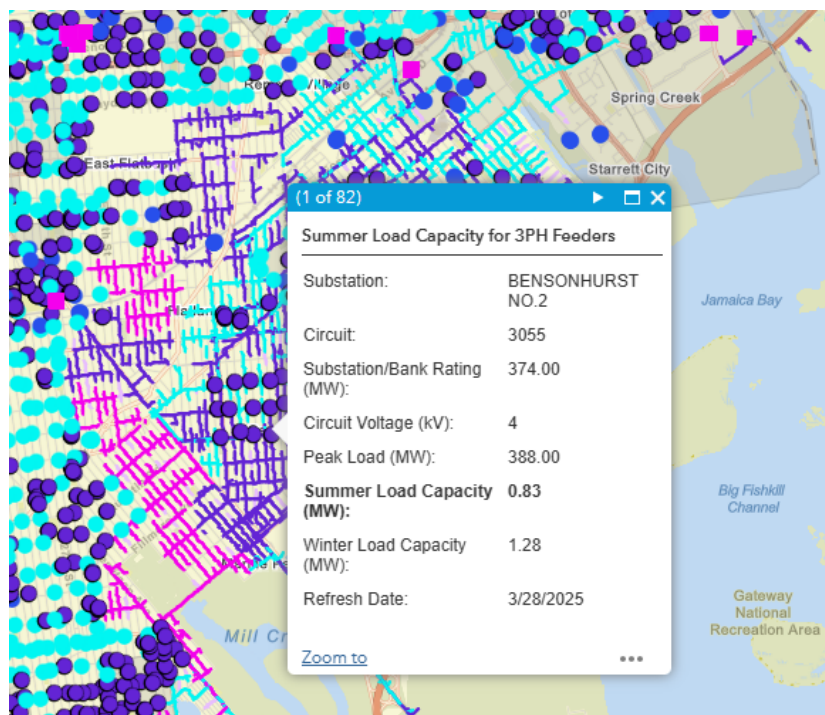 Spring Creek
Starrett City
(1 of 82)
Summer Load Capacity for 3PH Feeders
Substation: BENSONHURST
NO.2
Circuit: 3055
Substation/Bank Rating 374.00
(MW):
Circuit Voltage (kV): 4
Peak Load (MW): 388.00
Summer Load Capacity 0.83
(MW):
Winter Load Capacity 1.28
(MW):
Refresh Date: 3/28/2025
Zoom to
Jamaica Bay
Big Fishkill
Channel
Gateway
National
Recreation Area
Mill